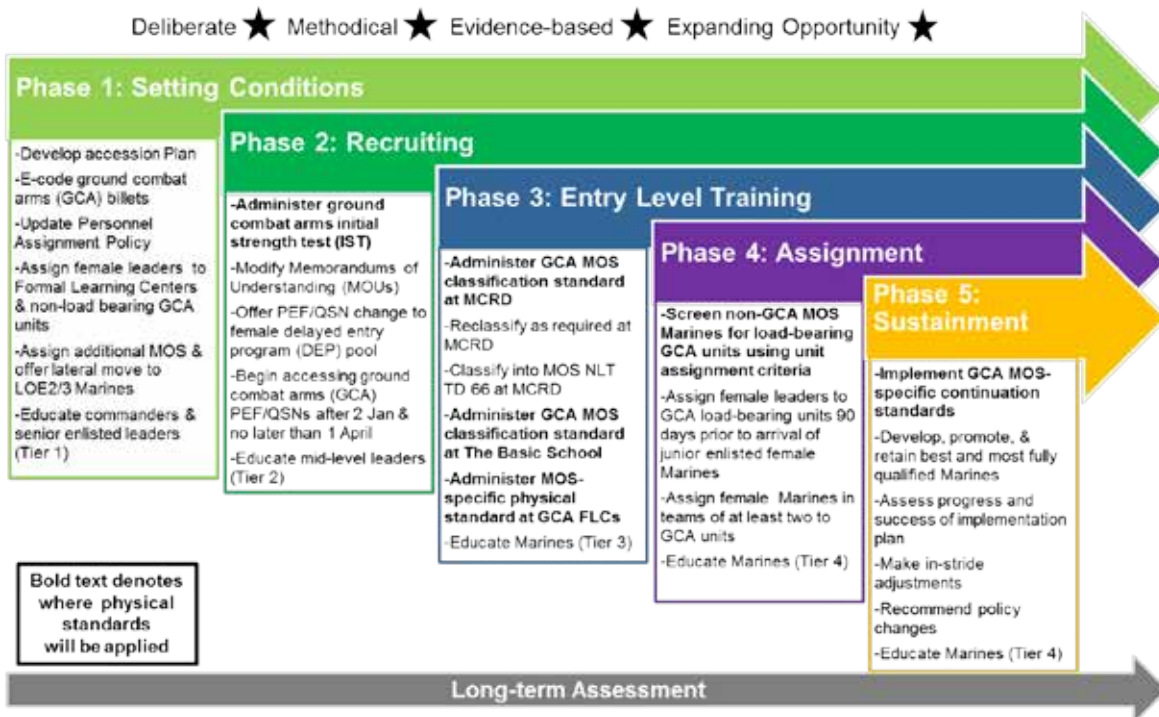 Deliberate ★ Methodical ★ Evidence-based ★ Expanding Opportunity ★
Phase 1: Setting Conditions
-Develop accession Plan
-E-code ground combat
arms (GCA) billets
-Update Personnel
Assignment Policy
-Assign female leaders to
Formal Learning Centers
& non-load bearing GCA
units
-Assign additional MOS &
offer lateral move to
LOE2/3 Marines
-Educate commanders &
senior enlisted leaders
(Tier 1)
Phase 2: Recruiting
-Administer ground
combat arms initial
strength test (IST)
-Modify Memorandums of
Understanding (MOUs)
-Offer PEF/QSN change to
female delayed entry
program (DEP) pool
-Begin accessing ground
combat arms (GCA)
PEF/QSNs after 2 Jan &
no later than 1 April
-Educate mid-level leaders
(Tier 2)
Phase 3: Entry Level Training
-Administer GCA MOS
classification standard
at MCRD
-Reclassify as required at
MCRD
-Classify into MOS NLT
TD 66 at MCRD
-Administer GCA MOS
classification standard
at The Basic School
-Administer MOS-
specific physical
standard at GCA FLCs
-Educate Marines (Tier 3)
Phase 4: Assignment
-Screen non-GCA MOS
Marines for load-bearing
GCA units using unit
assignment criteria
-Assign female leaders to
GCA load-bearing units 90
days prior to arrival of
junior enlisted female
Marines
-Assign female Marines in
teams of at least two to
GCA units
-Educate Marines (Tier 4)
Phase 5:
Sustainment
-Implement GCA MOS-
specific continuation
standards
-Develop, promote, &
retain best and most fully
qualified Marines
-Assess progress and
success of implementation
plan
-Make in-stride
adjustments
-Recommend policy
changes
-Educate Marines (Tier 4)
Bold text denotes
where physical
standards
will be applied
Long-term Assessment